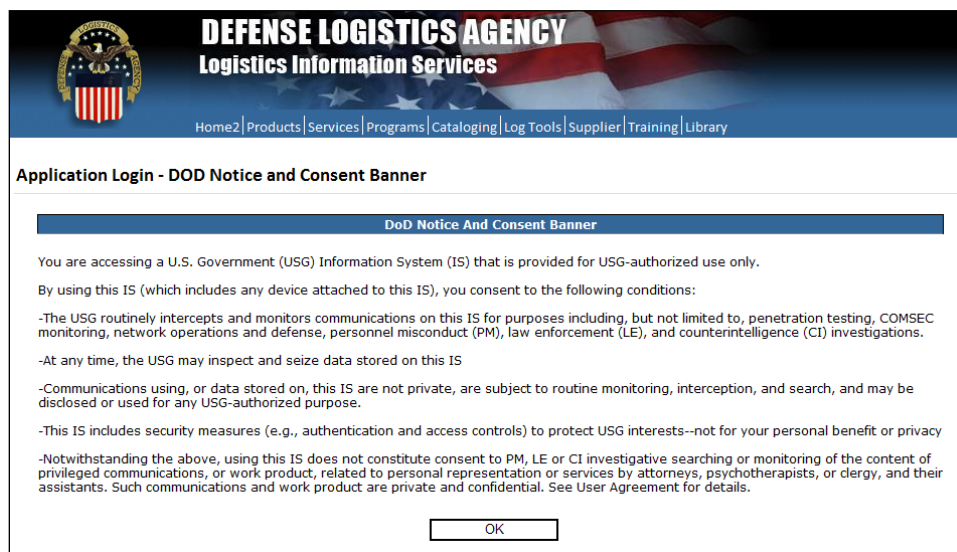 DEFENSE LOGISTICS AGENCY
Logistics Information Services
Home2|Products|Services|Programs|Cataloging|Log Tools|Supplier|Training|Library
Application Login - DOD Notice and Consent Banner
DoD Notice And Consent Banner
You are accessing a U.S. Government (USG) Information System (IS) that is provided for USG-authorized use only.
By using this IS (which includes any device attached to this IS), you consent to the following conditions:
-The USG routinely intercepts and monitors communications on this IS for purposes including, but not limited to, penetration testing, COMSEC
monitoring, network operations and defense, personnel misconduct (PM), law enforcement (LE), and counterintelligence (CI) investigations.
-At any time, the USG may inspect and seize data stored on this IS
-Communications using, or data stored on, this IS are not private, are subject to routine monitoring, interception, and search, and may be
disclosed or used for any USG-authorized purpose.
-This IS includes security measures (e.g., authentication and access controls) to protect USG interests--not for your personal benefit or privacy
-Notwithstanding the above, using this IS does not constitute consent to PM, LE or CI investigative searching or monitoring of the content of
privileged communications, or work product, related to personal representation or services by attorneys, psychotherapists, or clergy, and their
assistants. Such communications and work product are private and confidential. See User Agreement for details.
OK